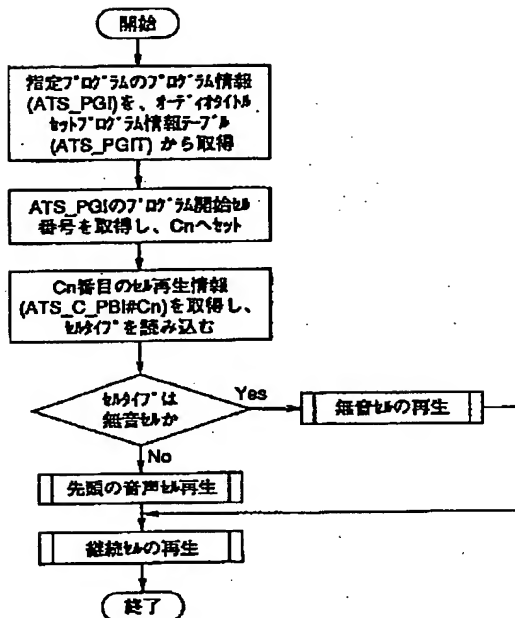 開始
指定ﾌﾟﾛｸﾞﾗﾑのﾌﾟﾛｸﾞﾗﾑ情報
(ATS_PGI)を、ｵｰﾃﾞｨｵﾀｲﾄﾙ
ｾｯﾄﾌﾟﾛｸﾞﾗﾑ情報ﾃｰﾌﾞﾙ
(ATS_PGIT) から取得
ATS_PGIのﾌﾟﾛｸﾞﾗﾑ開始ｾﾙ
番号を取得し、Cnへｾｯﾄ
Cn番目のｾﾙ再生情報
(ATS_C_PBI#Cn)を取得し、
ｾﾙﾀｲﾌﾟを読み込む
ｾﾙﾀｲﾌﾟは
無音ｾﾙか
Yes
無音ｾﾙの再生
No
先頭の音声ｾﾙ再生
継続ｾﾙの再生
終了